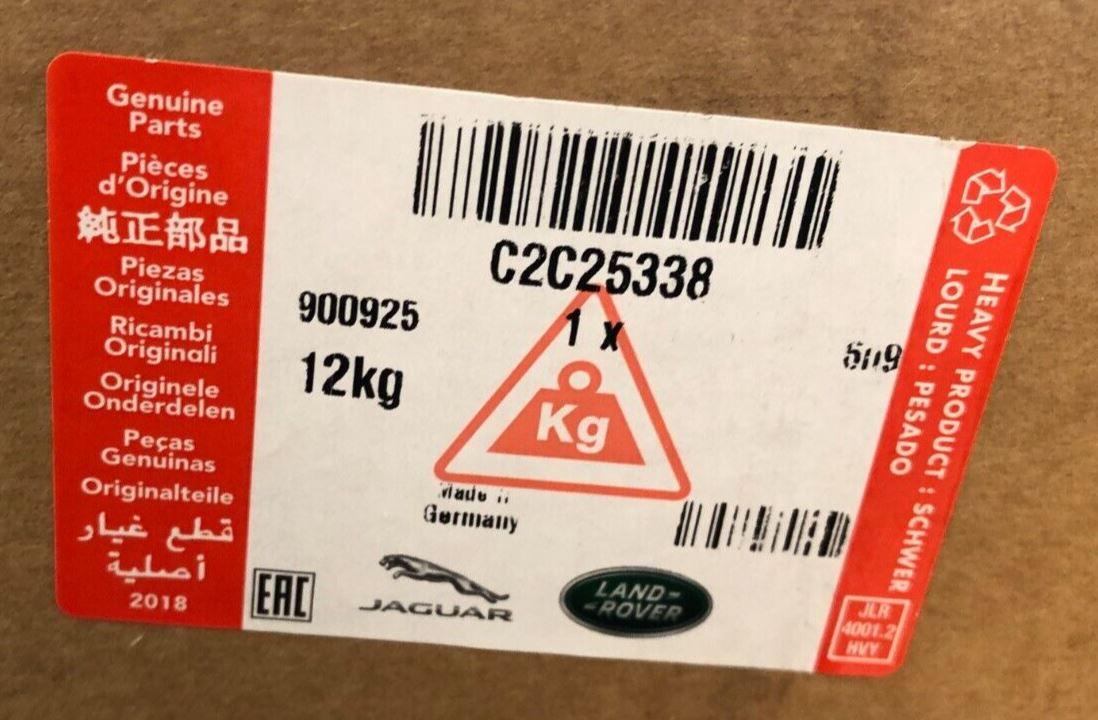 Genuine
Parts
Pièces
d'Origine
純正部品
Piezas
Originales
Ricambi
Originali
Originele
Onderdelen
Peças
Genuinas
Originalteile
قطع غيار
أصلية
2018
C2C25338
900925
1 x
12kg
Kg
Made
Germany
EAC
JAGUAR
LAND-
-ROVER
HEAVY PRODUCT : SCHWER
LOURD : PESADO
JLR
4001.2
HVY